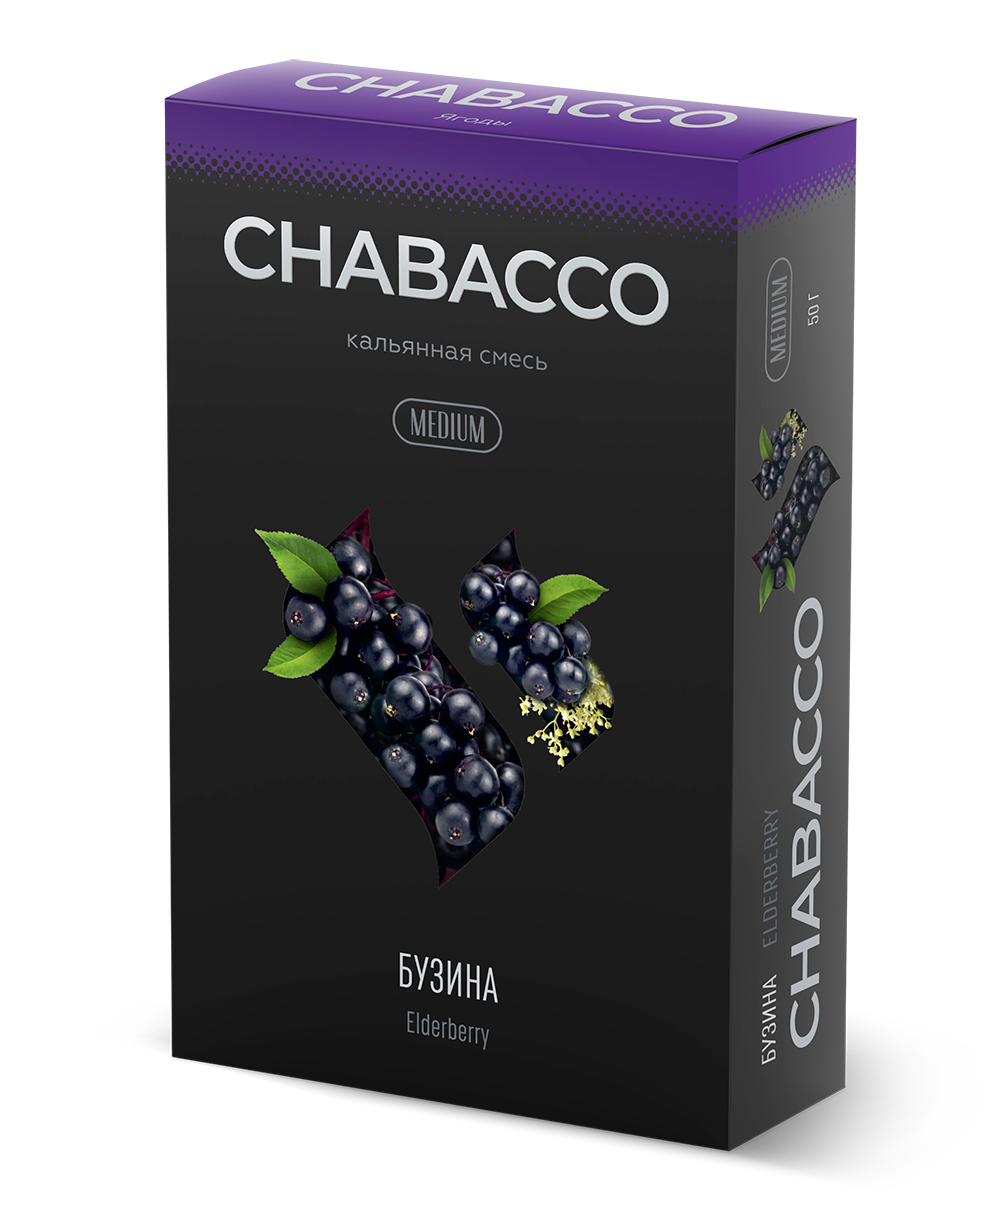 CHABACCO
Ягоды
CHABACCO
кальянная смесь
MEDIUM
БУЗИНА
Elderberry
MEDIUM
50 Г
БУЗИНА ELDERBERRY
CHABACCO